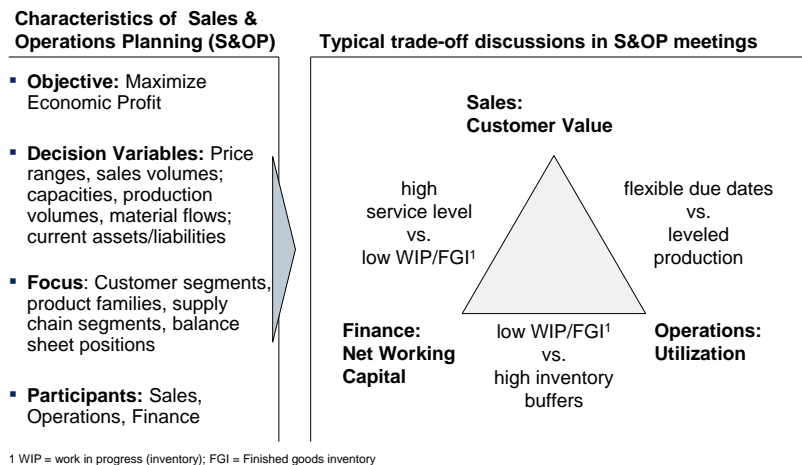 Characteristics of Sales &
Operations Planning (S&OP)
▪ Objective: Maximize
Economic Profit
▪ Decision Variables: Price
ranges, sales volumes;
capacities, production
volumes, material flows;
current assets/liabilities
▪ Focus: Customer segments,
product families, supply
chain segments, balance
sheet positions
▪ Participants: Sales,
Operations, Finance
Typical trade-off discussions in S&OP meetings
Sales:
Customer Value
high
service level
vs.
low WIP/FGI¹
flexible due dates
vs.
leveled
production
Finance:
Net Working
Capital
low WIP/FGI¹
vs.
high inventory
buffers
Operations:
Utilization
1 WIP = work in progress (inventory); FGI = Finished goods inventory